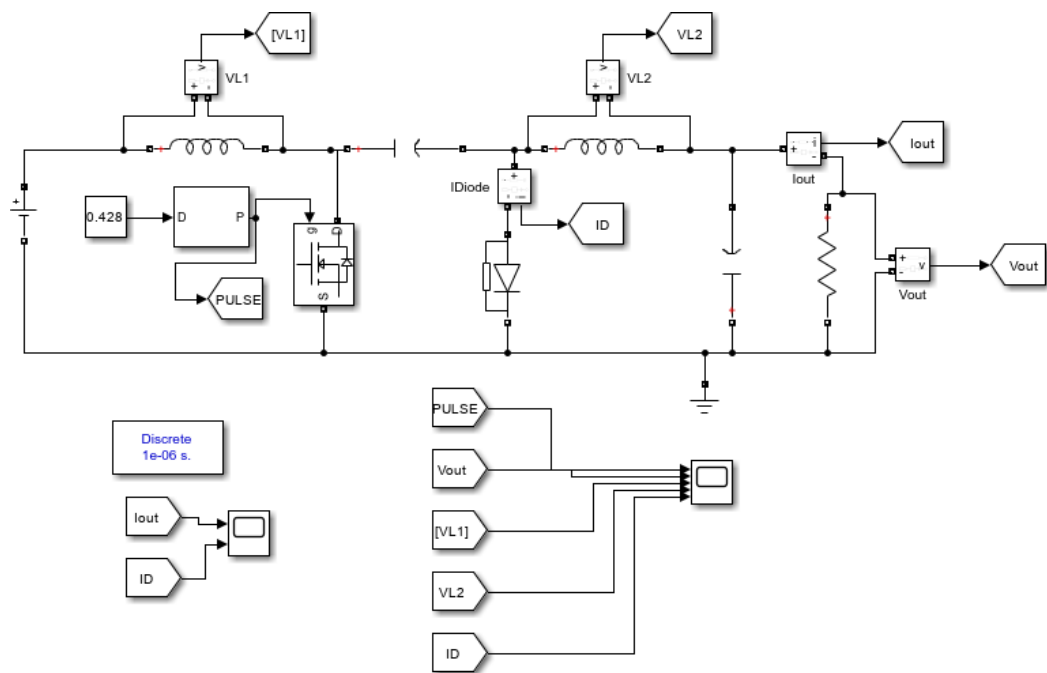 [VL1]
VL2
v
+ -
VL1
v
+ -
VL2
+
i
-
Iout
Iout
+
0.428
D
P
g
D
S
PULSE
IDiode
+
ID
+
-
v
Vout
Vout
Discrete
1e-06 s.
PULSE
Vout
[VL1]
VL2
ID
Iout
ID